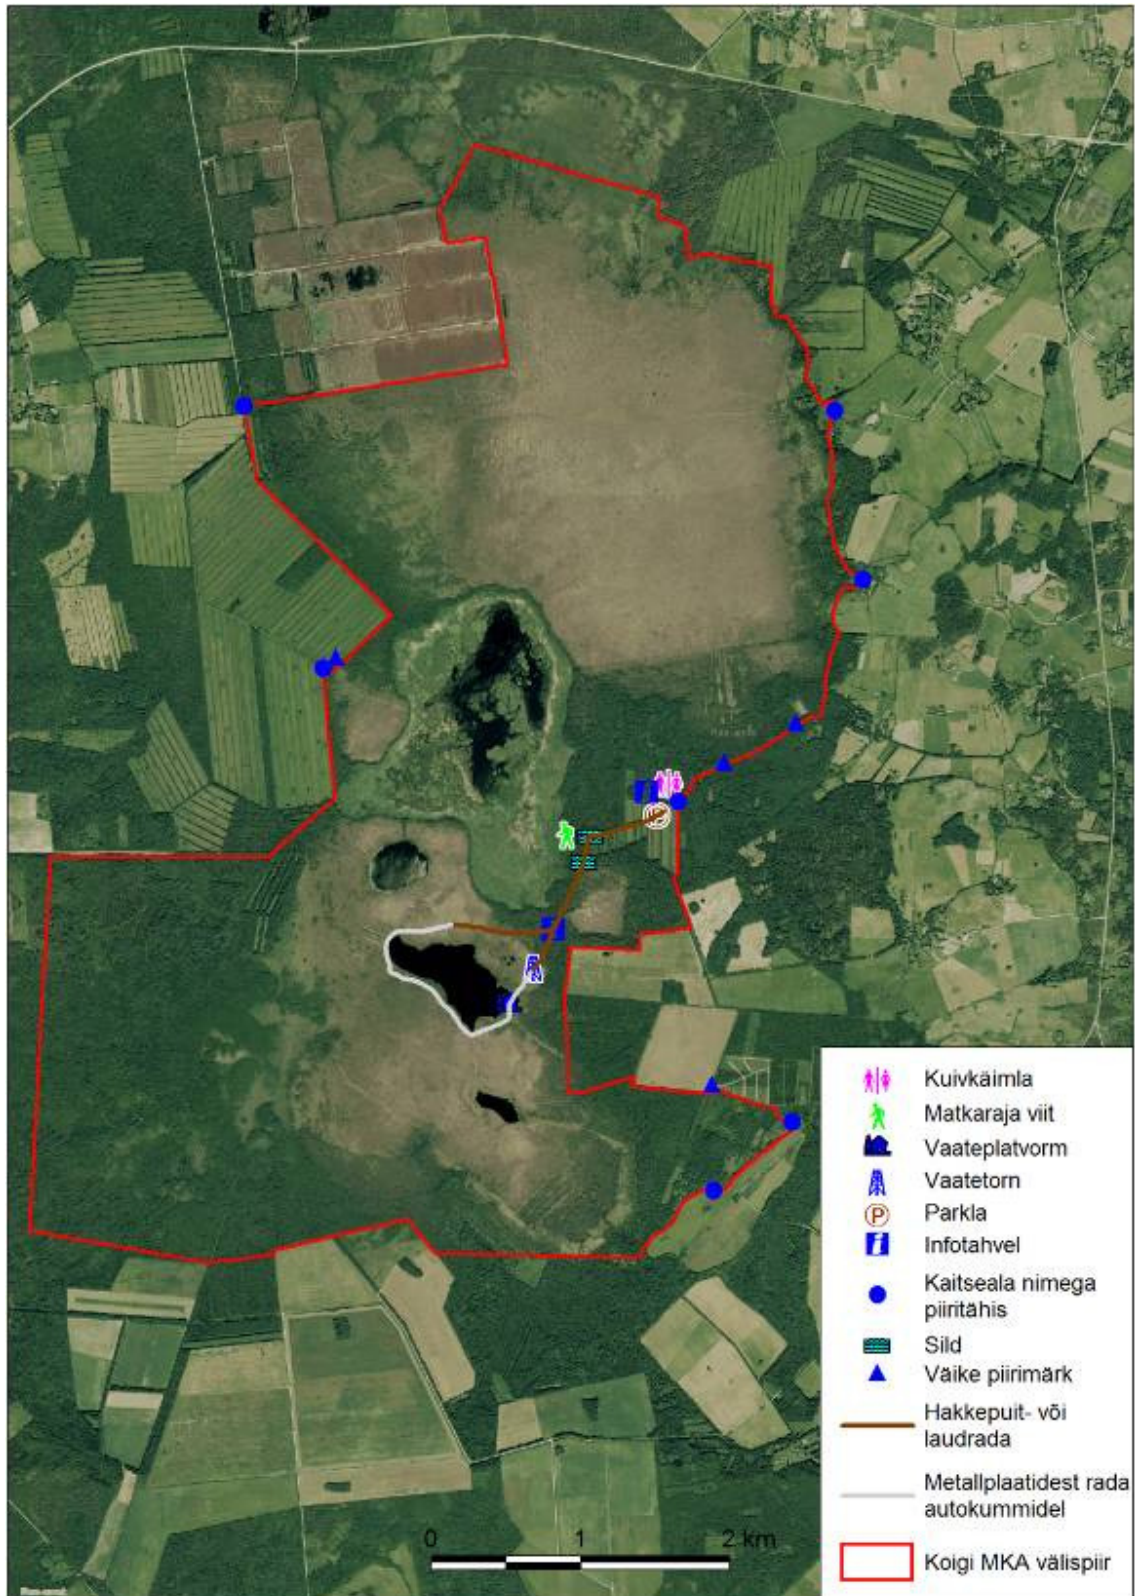 P
Kuivkäimla
Matkaraja viit
Vaateplatvorm
Vaatetorn
P Parkla
i Infotahvel
Kaitseala nimega
piiritähis
Sild
Väike piirimärk
Hakkepuit- või
laudrada
Metallplaatidest rada
autokummidel
Koigi MKA välispiir
0 1 2 km